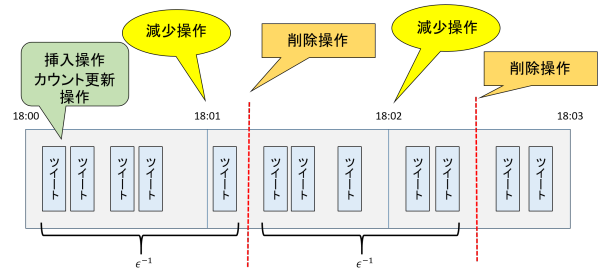 減少操作
減少操作
削除操作
削除操作
挿入操作
カウント更新
操作
18:00
18:01
18:02
18:03
ツイート
ツイート
ツイート
ツイート
ツイート
ツイート
ツイート
ツイート
ツイート
ツイート
ツイート
ツイート
ϵ⁻¹
ϵ⁻¹